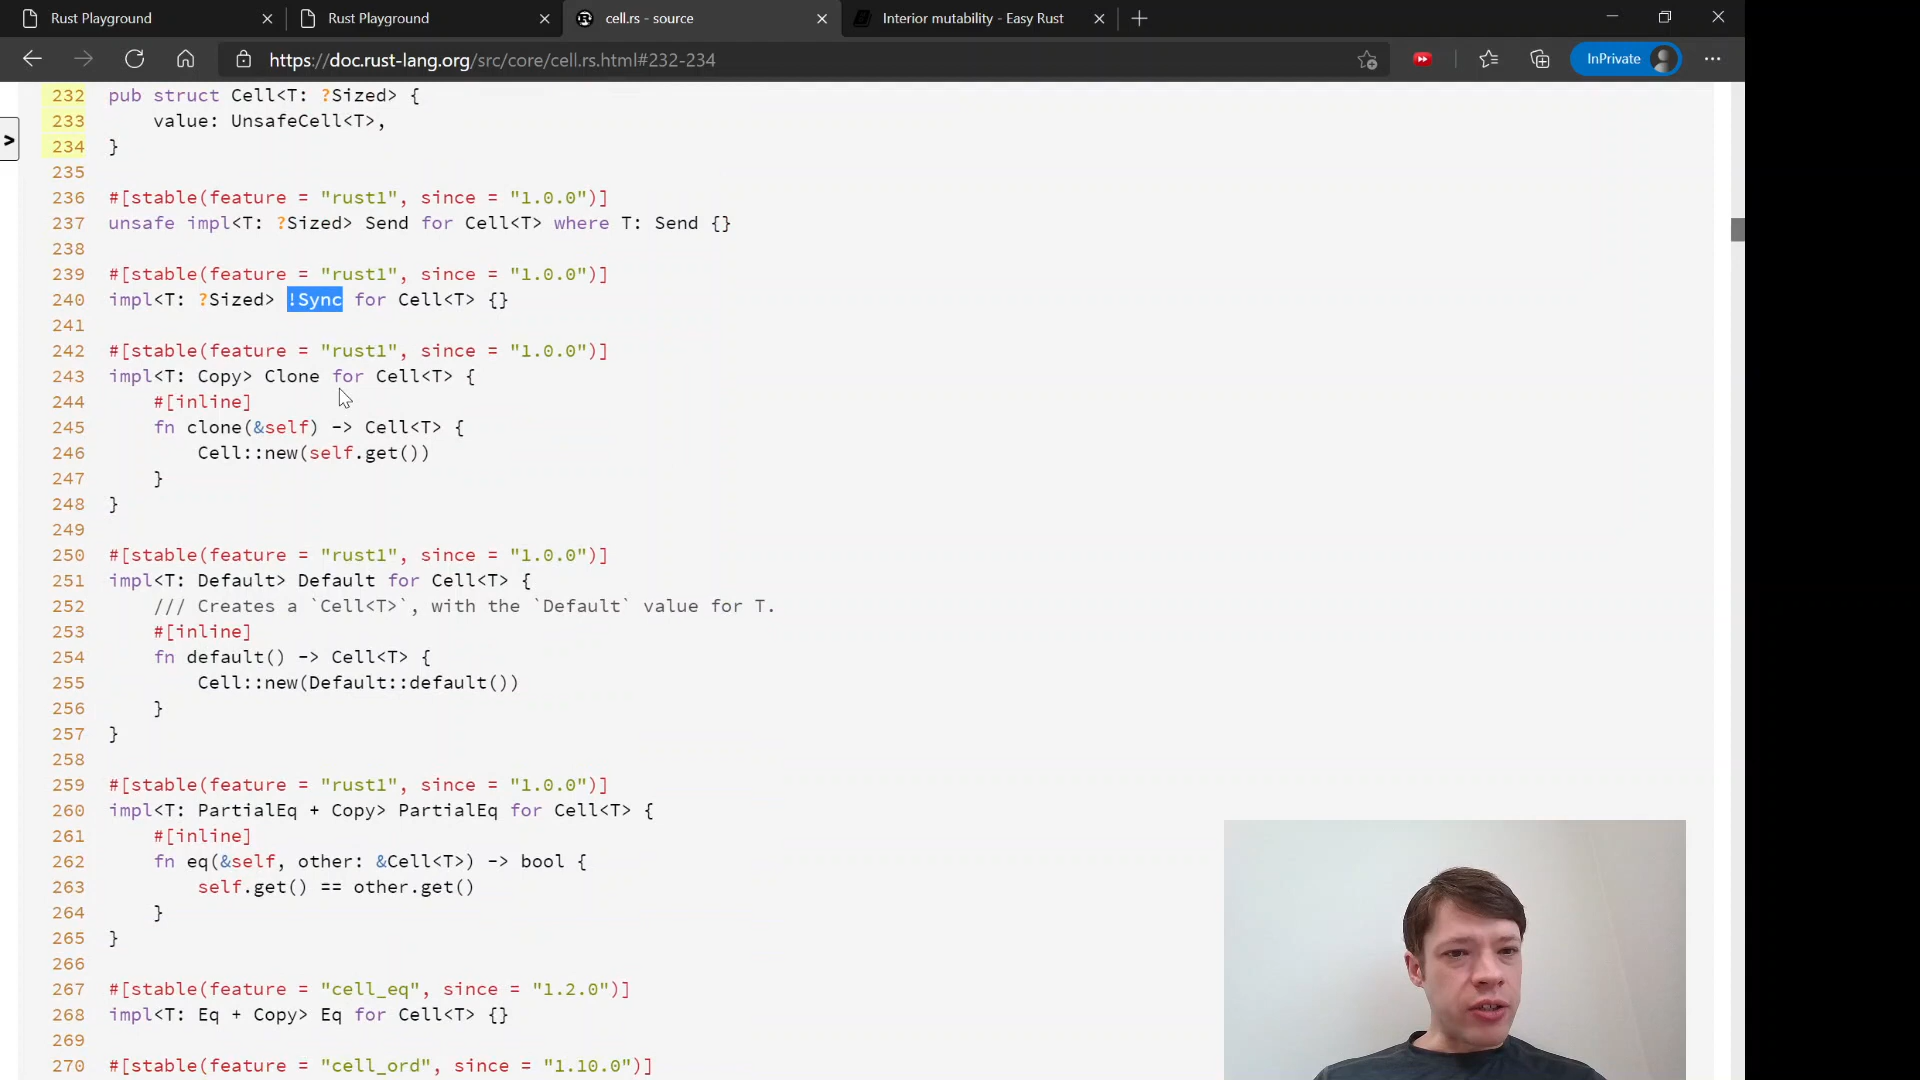 Rust Playground
Rust Playground
cell.rs - source
Interior mutability - Easy Rust
https://doc.rust-lang.org/src/core/cell.rs.html#232-234
InPrivate
>
232 pub struct Cell<T: ?Sized> {
233     value: UnsafeCell<T>,
234 }
235
236 #[stable(feature = "rust1", since = "1.0.0")]
237 unsafe impl<T: ?Sized> Send for Cell<T> where T: Send {}
238
239 #[stable(feature = "rust1", since = "1.0.0")]
240 impl<T: ?Sized> !Sync for Cell<T> {}
241
242 #[stable(feature = "rust1", since = "1.0.0")]
243 impl<T: Copy> Clone for Cell<T> {
244     #[inline]
245     fn clone(&self) -> Cell<T> {
246         Cell::new(self.get())
247     }
248 }
249
250 #[stable(feature = "rust1", since = "1.0.0")]
251 impl<T: Default> Default for Cell<T> {
252     /// Creates a `Cell<T>`, with the `Default` value for T.
253     #[inline]
254     fn default() -> Cell<T> {
255         Cell::new(Default::default())
256     }
257 }
258
259 #[stable(feature = "rust1", since = "1.0.0")]
260 impl<T: PartialEq + Copy> PartialEq for Cell<T> {
261     #[inline]
262     fn eq(&self, other: &Cell<T>) -> bool {
263         self.get() == other.get()
264     }
265 }
266
267 #[stable(feature = "cell_eq", since = "1.2.0")]
268 impl<T: Eq + Copy> Eq for Cell<T> {}
269
270 #[stable(feature = "cell_ord", since = "1.10.0")]